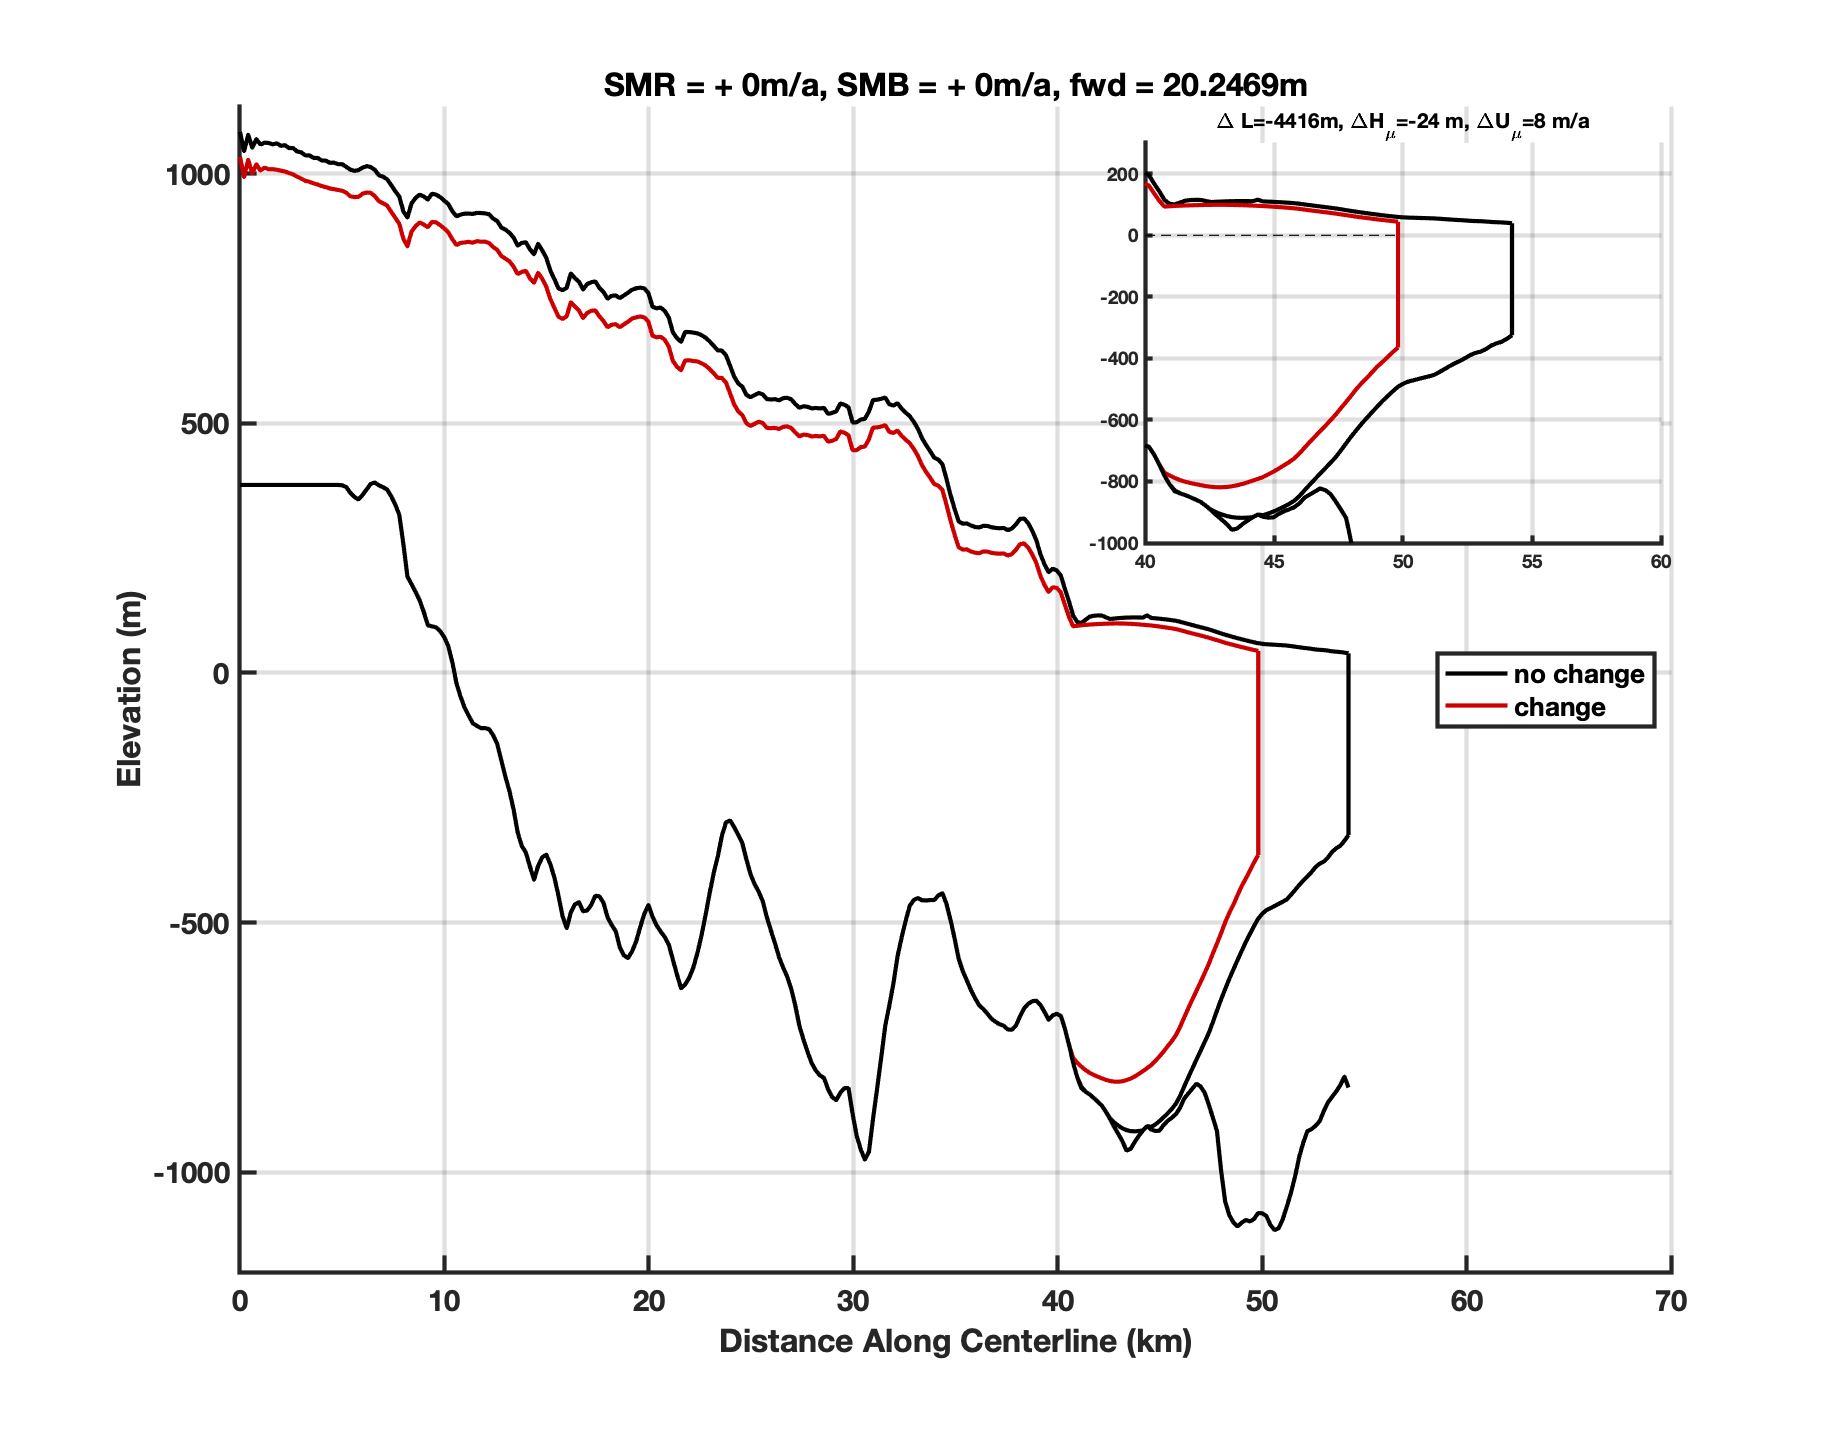 SMR = + 0m/a, SMB = + 0m/a, fwd = 20.2469m
Δ L=-4416m, ΔHμ=-24 m, ΔUμ=8 m/a
200
0
-200
-400
-600
-800
-1000
40 45 50 55 60
1000
500
0
-500
-1000
Elevation (m)
no change
change
0 10 20 30 40 50 60 70
Distance Along Centerline (km)